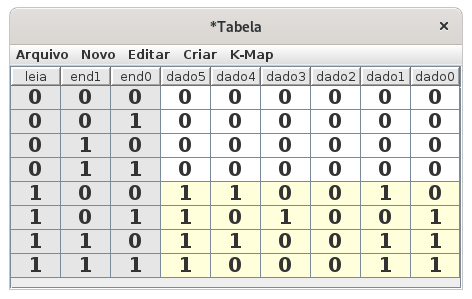 *Tabela ×
Arquivo Novo Editar Criar K-Map
leia end1 end0 dado5 dado4 dado3 dado2 dado1 dado0
0 0 0 0 0 0 0 0 0
0 0 1 0 0 0 0 0 0
0 1 0 0 0 0 0 0 0
0 1 1 0 0 0 0 0 0
1 0 0 1 1 0 0 1 0
1 0 1 1 0 1 0 0 1
1 1 0 1 1 0 0 1 1
1 1 1 1 0 0 0 1 1